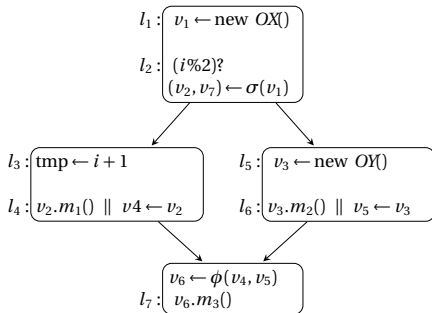 l₁: v₁ ← new OX()
l₂: (i%2)?
(v₂, v₇) ← σ(v₁)
l₃: tmp ← i + 1
l₄: v₂.m₁() || v4 ← v₂
l₅: v₃ ← new OY()
l₆: v₃.m₂() || v₅ ← v₃
v₆ ← ϕ(v₄, v₅)
l₇: v₆.m₃()